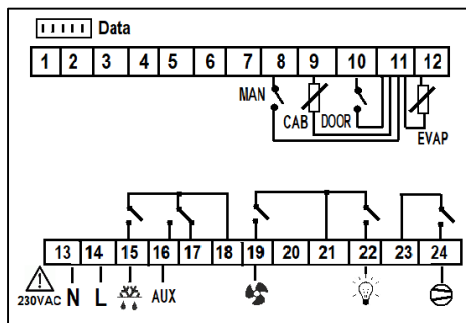 Data
1 2 3 4 5 6 7 8 9 10 11 12
MAN
CAB
DOOR
EVAP
13 14 15 16 17 18 19 20 21 22 23 24
230VAC N L AUX